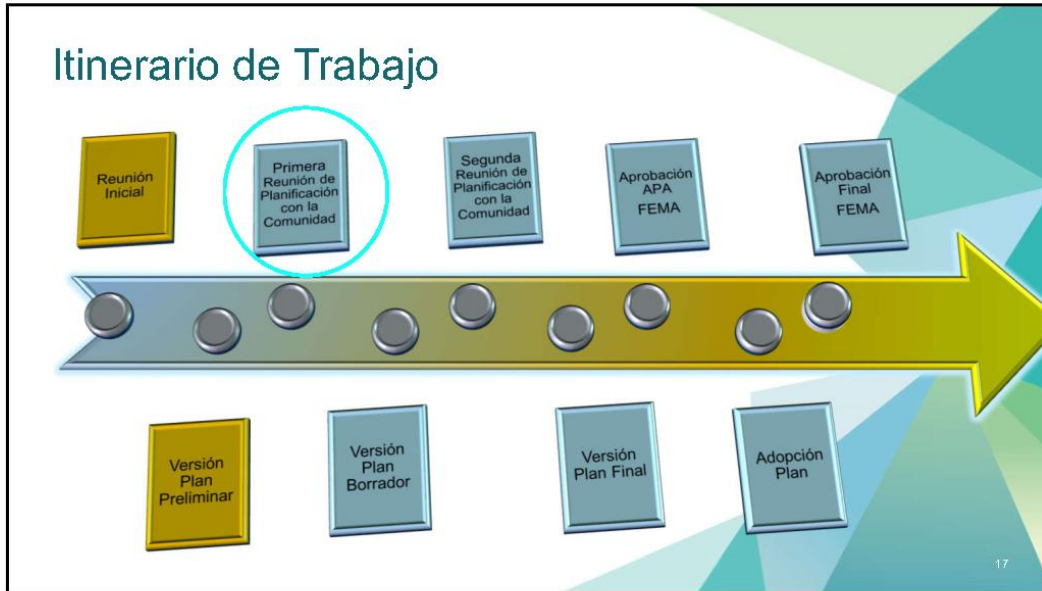 Itinerario de Trabajo
Reunión
Inicial
Primera
Reunión de
Planificación
con la
Comunidad
Segunda
Reunión de
Planificación
con la
Comunidad
Aprobación
APA
FEMA
Aprobación
Final
FEMA
Versión
Plan
Preliminar
Versión
Plan
Borrador
Versión
Plan Final
Adopción
Plan
17